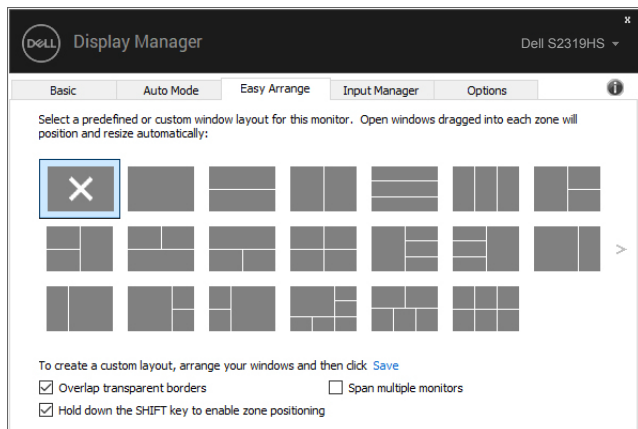 x
DELL
Display Manager
Dell S2319HS
Basic
Auto Mode
Easy Arrange
Input Manager
Options
i
Select a predefined or custom window layout for this monitor. Open windows dragged into each zone will
position and resize automatically:
>
To create a custom layout, arrange your windows and then click Save
Overlap transparent borders
Span multiple monitors
Hold down the SHIFT key to enable zone positioning